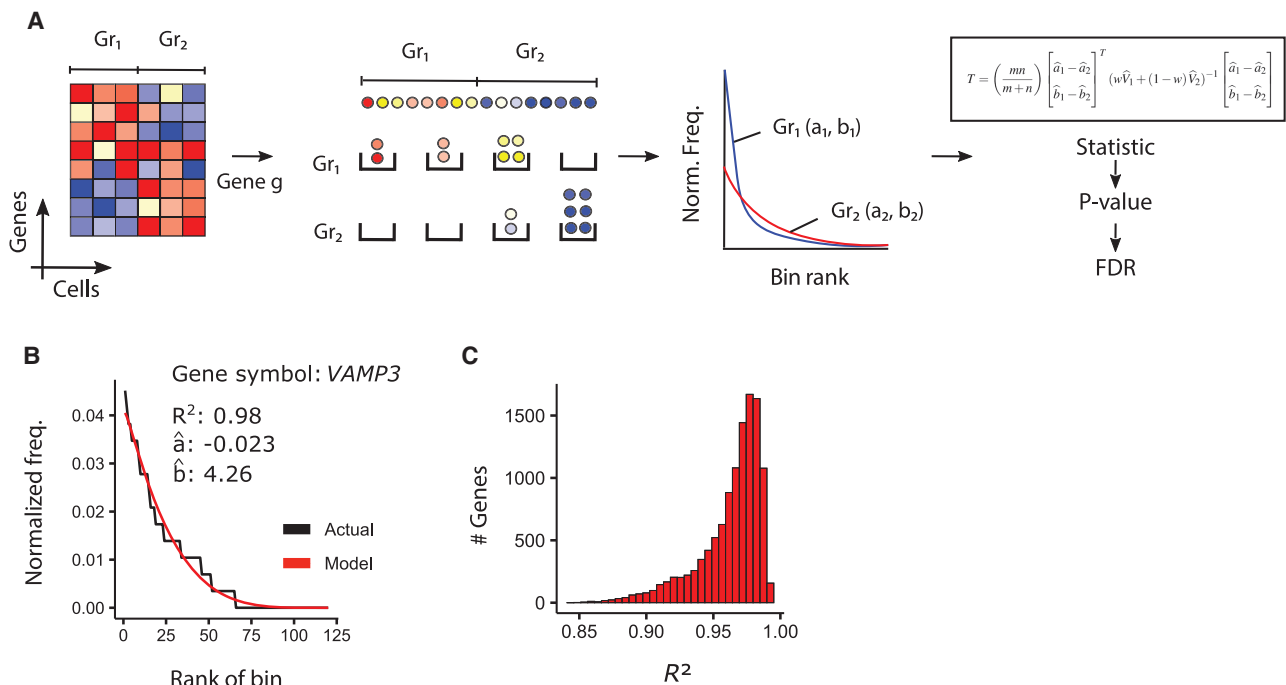 A
Gr₁ Gr₂
Genes
Cells
Gene g
Gr₁ Gr₂
Gr₁
Gr₂
Norm. Freq.
Gr₁ (a₁, b₁)
Gr₂ (a₂, b₂)
Bin rank
T = (mn/(m+n)) [â₁ − â₂ b̂₁ − b̂₂]ᵀ (wV̂₁ + (1 − w)V̂₂)⁻¹ [â₁ − â₂ b̂₁ − b̂₂]
Statistic
P-value
FDR
B
Gene symbol: VAMP3
R²: 0.98
â: -0.023
b̂: 4.26
Actual
Model
Normalized freq.
0.04
0.03
0.02
0.01
0.00
0 25 50 75 100 125
Rank of bin
C
# Genes
1500
1000
500
0
0.85 0.90 0.95 1.00
R²